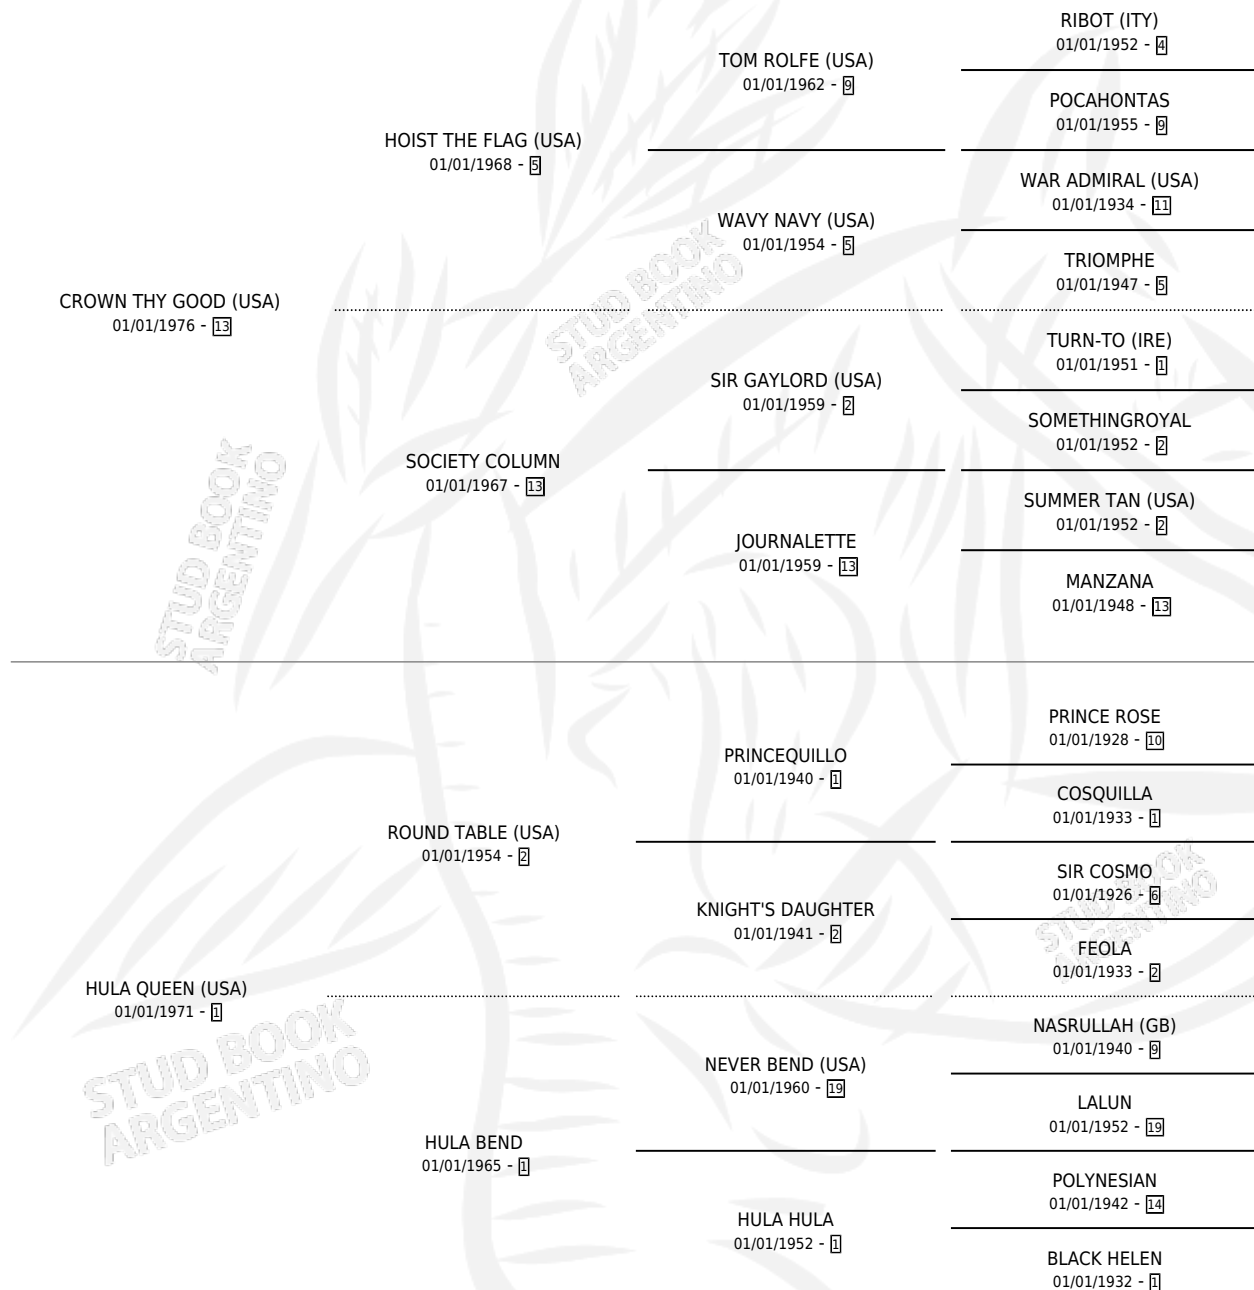 RIBOT (ITY)
01/01/1952 - 4
TOM ROLFE (USA)
01/01/1962 - 9
POCAHONTAS
01/01/1955 - 9
HOIST THE FLAG (USA)
01/01/1968 - 5
WAR ADMIRAL (USA)
01/01/1934 - 11
WAVY NAVY (USA)
01/01/1954 - 5
TRIOMPHE
01/01/1947 - 5
CROWN THY GOOD (USA)
01/01/1976 - 13
TURN-TO (IRE)
01/01/1951 - 1
SIR GAYLORD (USA)
01/01/1959 - 2
SOMETHINGROYAL
01/01/1952 - 2
SOCIETY COLUMN
01/01/1967 - 13
SUMMER TAN (USA)
01/01/1952 - 2
JOURNALETTE
01/01/1959 - 13
MANZANA
01/01/1948 - 13
STUD BOOK
ARGENTINO
STUD BOOK
ARGENTINO
PRINCE ROSE
01/01/1928 - 10
PRINCEQUILLO
01/01/1940 - 1
COSQUILLA
01/01/1933 - 1
ROUND TABLE (USA)
01/01/1954 - 2
SIR COSMO
01/01/1926 - 6
KNIGHT'S DAUGHTER
01/01/1941 - 2
FEOLA
01/01/1933 - 2
HULA QUEEN (USA)
01/01/1971 - 1
NASRULLAH (GB)
01/01/1940 - 9
NEVER BEND (USA)
01/01/1960 - 19
LALUN
01/01/1952 - 19
HULA BEND
01/01/1965 - 1
POLYNESIAN
01/01/1942 - 14
HULA HULA
01/01/1952 - 1
BLACK HELEN
01/01/1932 - 1
STUD BOOK
ARGENTINO
STUD BOOK
ARGENTINO